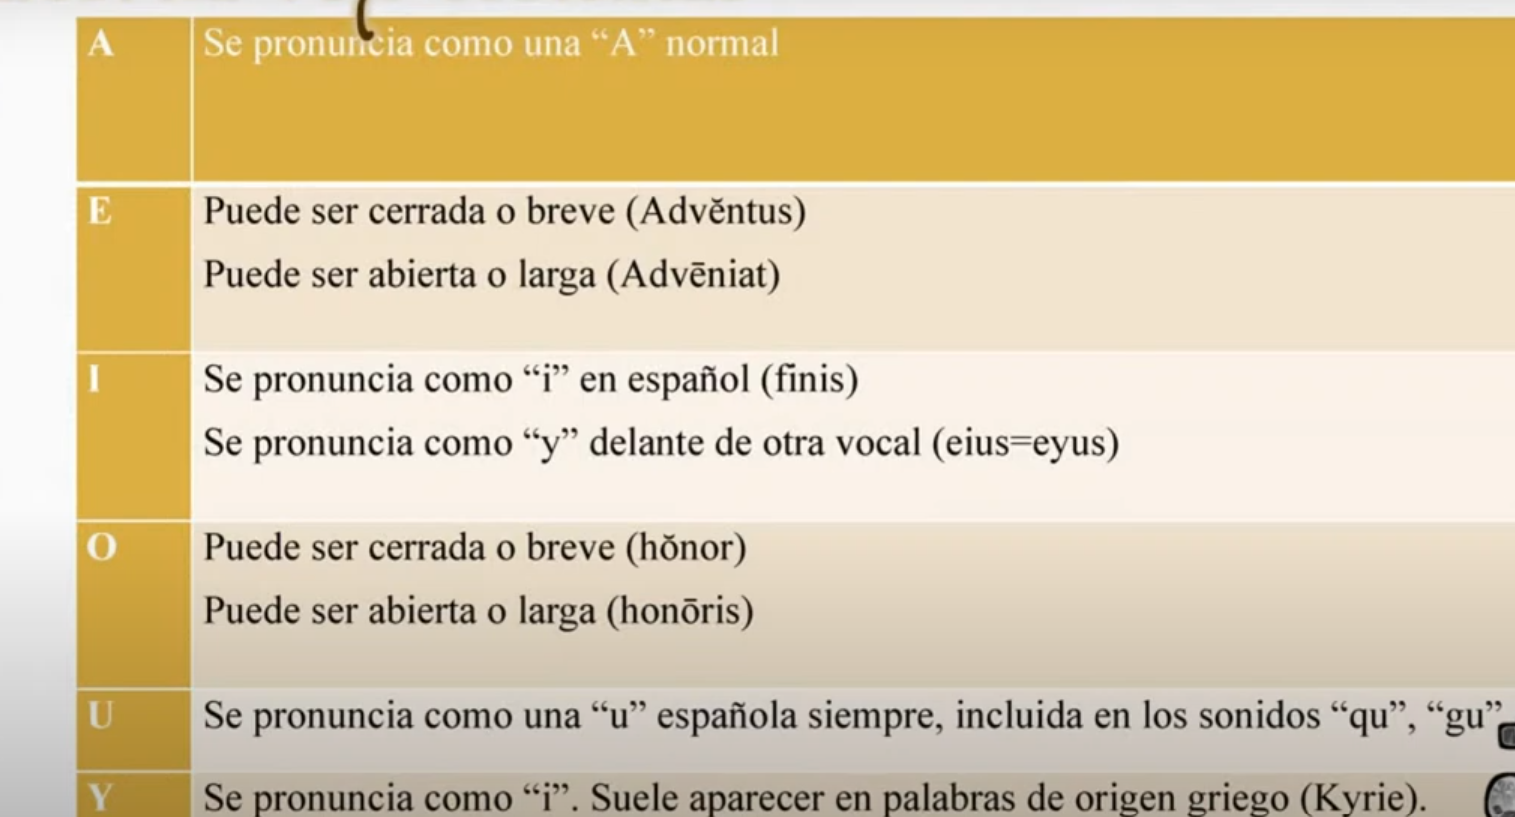 A
Se pronuncia como una “A” normal
E
Puede ser cerrada o breve (Advĕntus)
Puede ser abierta o larga (Advēniat)
I
Se pronuncia como “i” en español (finis)
Se pronuncia como “y” delante de otra vocal (eius=eyus)
O
Puede ser cerrada o breve (hŏnor)
Puede ser abierta o larga (honōris)
U
Se pronuncia como una “u” española siempre, incluida en los sonidos “qu”, “gu”
Y
Se pronuncia como “i”. Suele aparecer en palabras de origen griego (Kyrie).